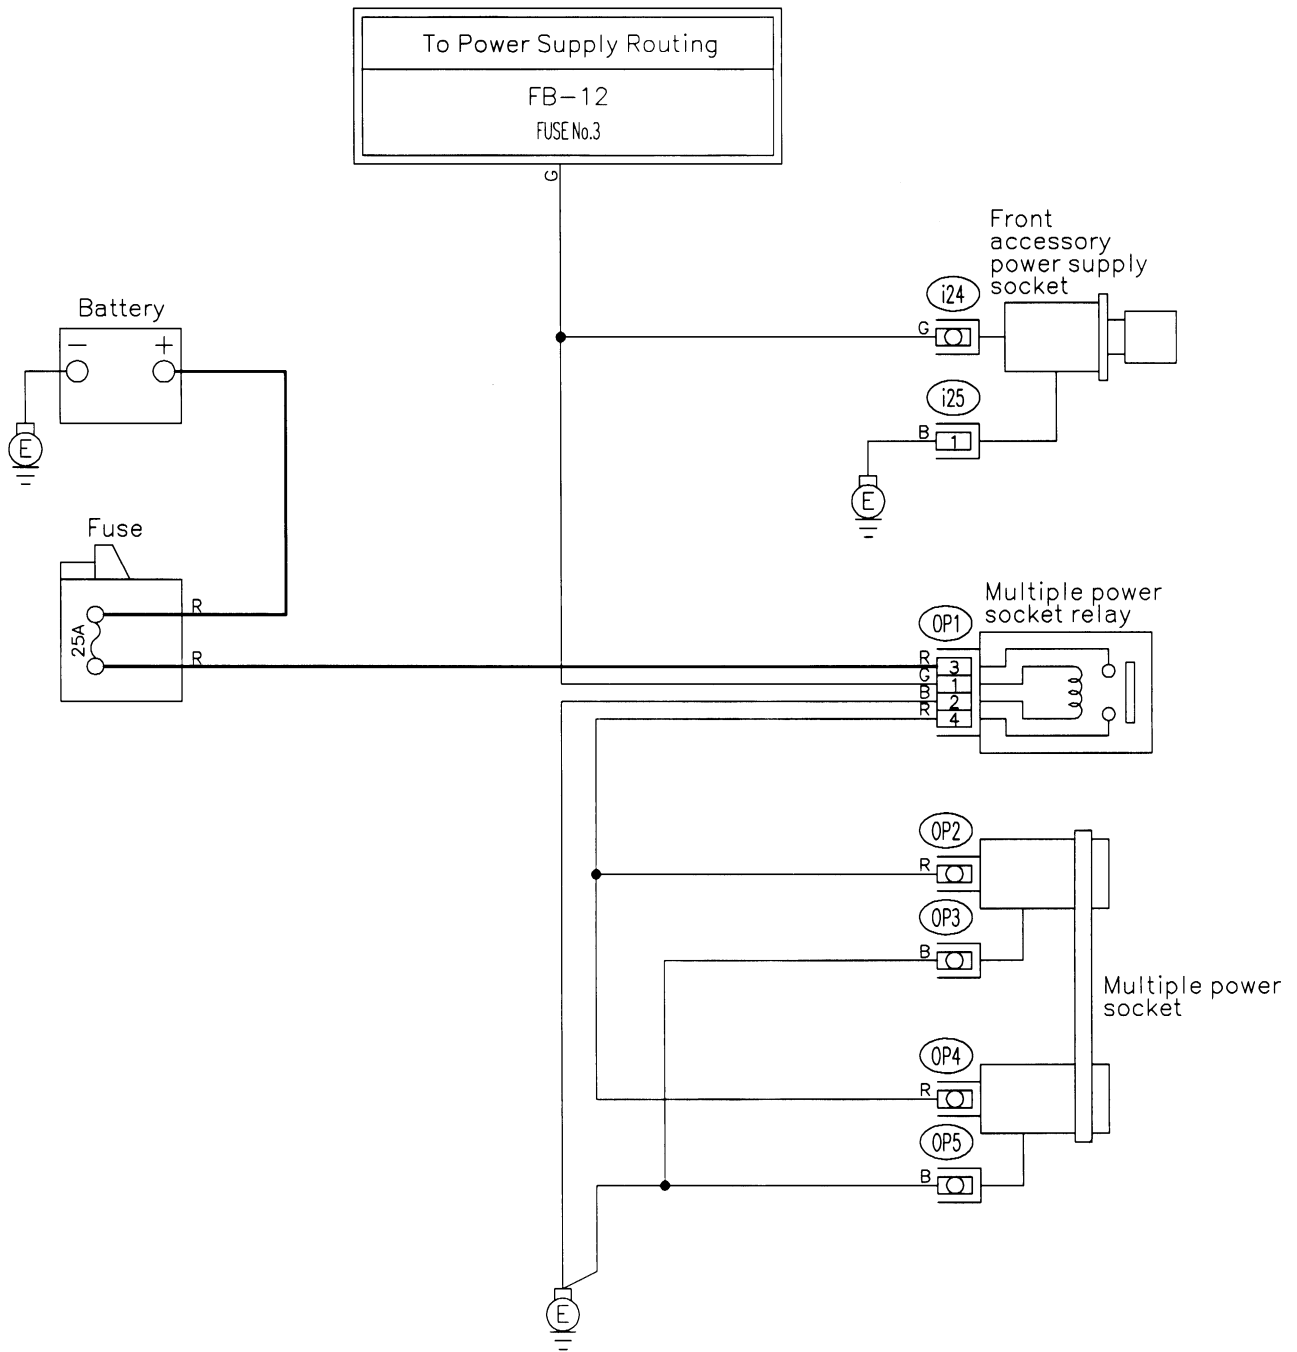 To Power Supply Routing
FB-12
FUSE No.3
G
Front
accessory
power supply
socket
i24
G
Battery
- +
i25
B
1
E
E
Fuse
25A
R
R
Multiple power
socket relay
OP1
R
3
G
1
B
2
R
4
OP2
R
OP3
B
Multiple power
socket
OP4
R
OP5
B
E